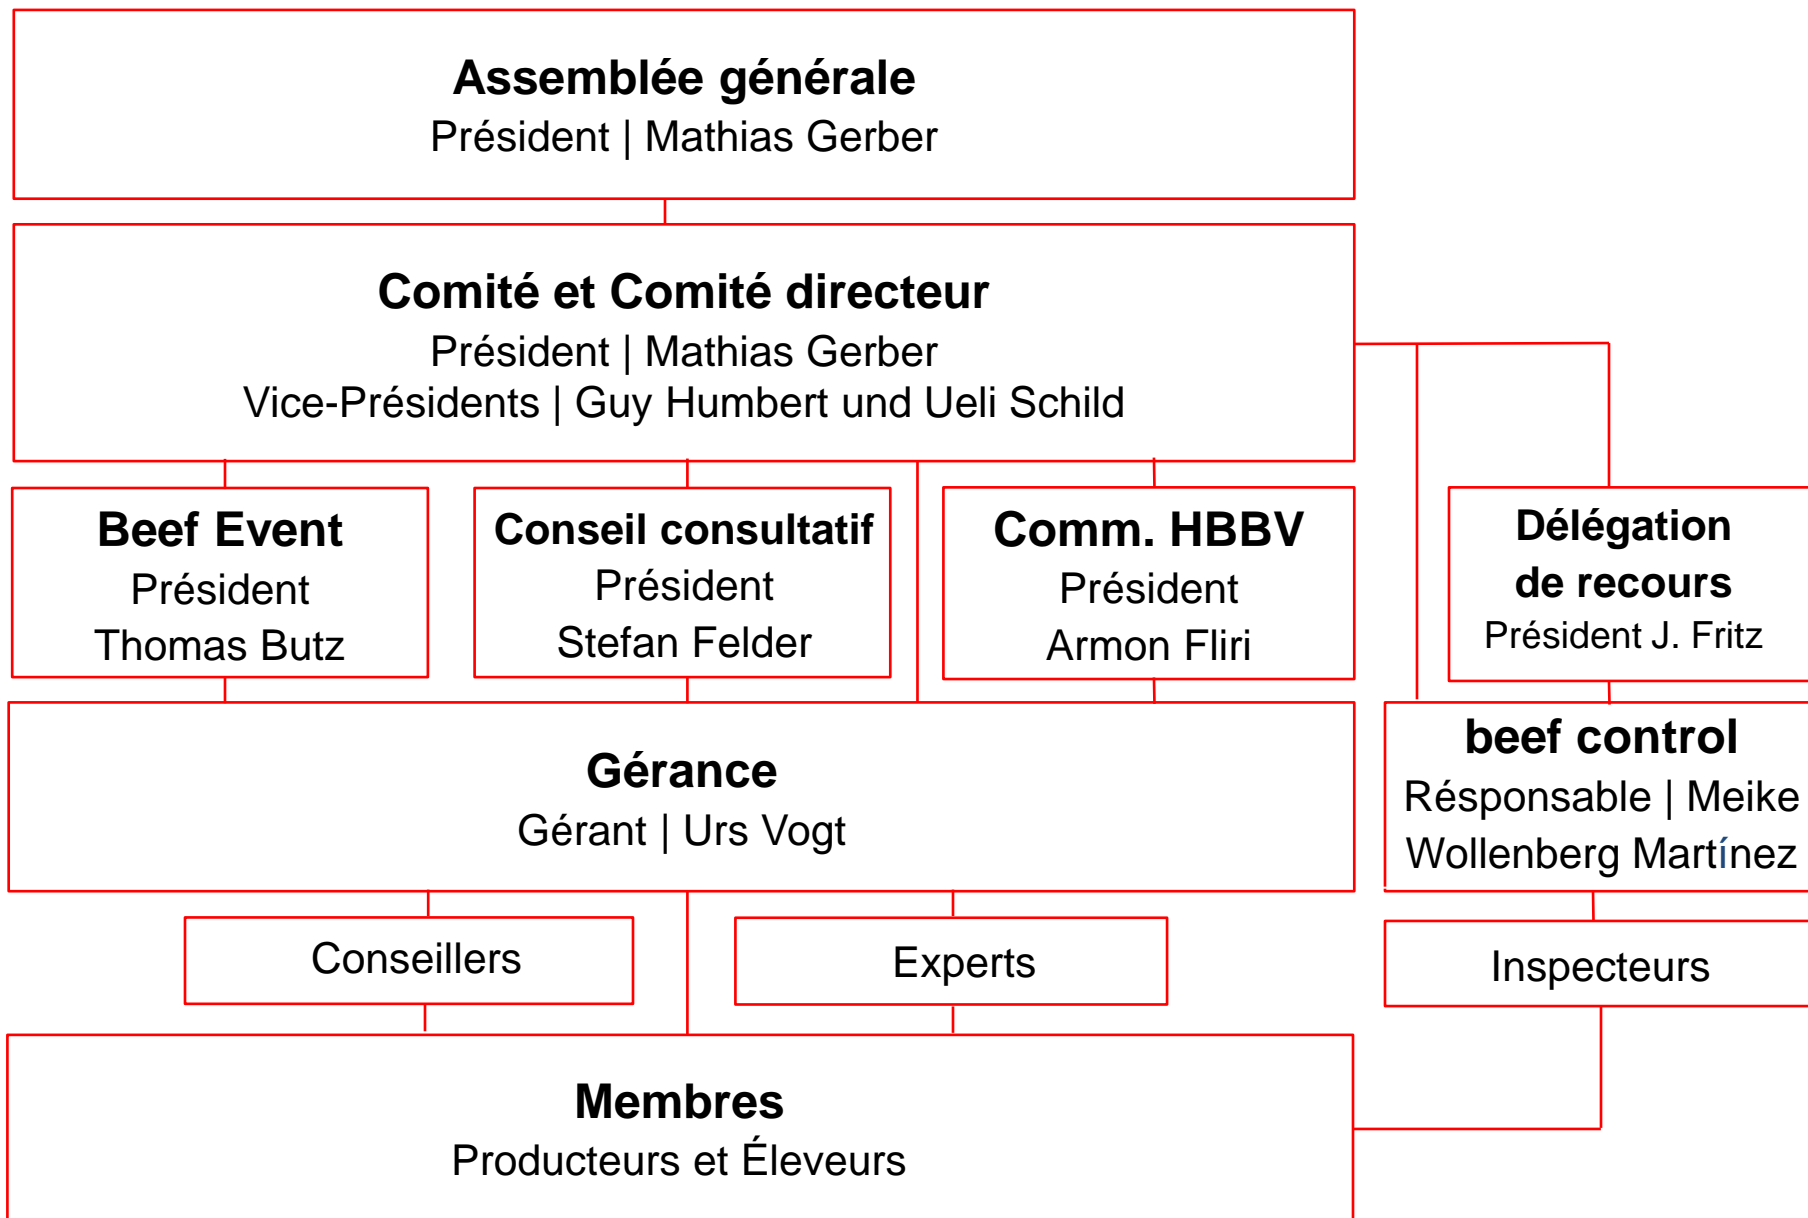 Assemblée générale
Président | Mathias Gerber
Comité et Comité directeur
Président | Mathias Gerber
Vice-Présidents | Guy Humbert und Ueli Schild
Beef Event
Président
Thomas Butz
Conseil consultatif
Président
Stefan Felder
Comm. HBBV
Président
Armon Fliri
Délégation
de recours
Président J. Fritz
Gérance
Gérant | Urs Vogt
beef control
Résponsable | Meike
Wollenberg Martínez
Conseillers
Experts
Inspecteurs
Membres
Producteurs et Éleveurs